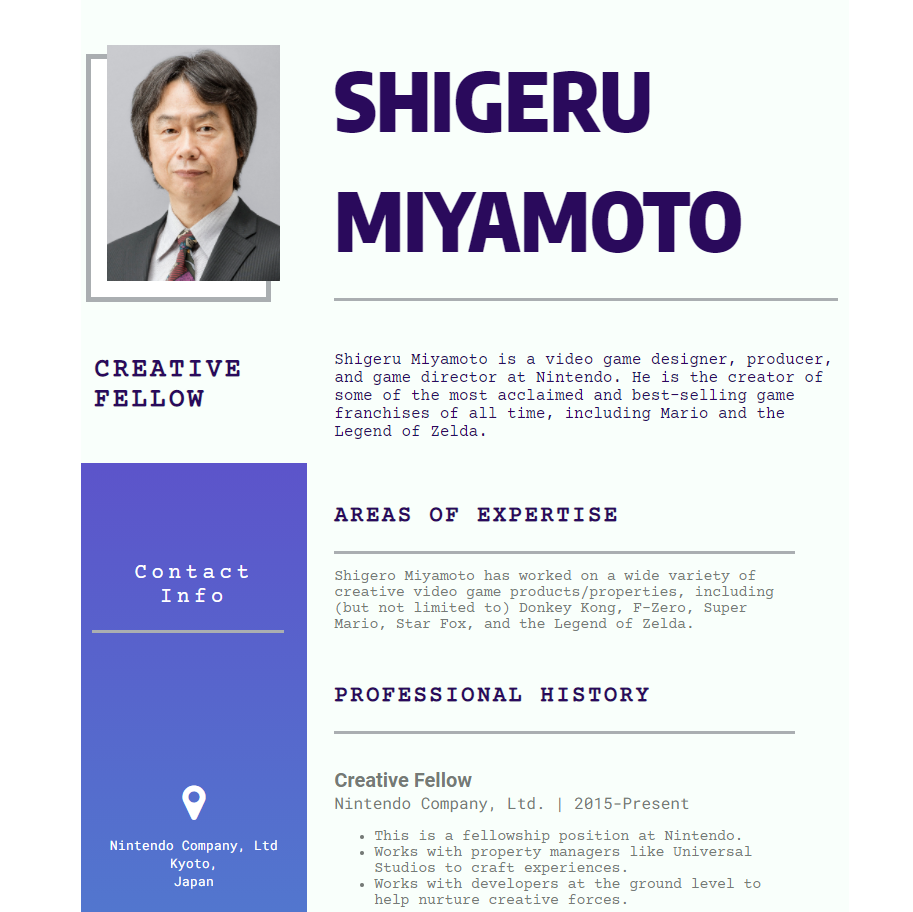 SHIGERU
MIYAMOTO
CREATIVE
FELLOW
Shigeru Miyamoto is a video game designer, producer,
and game director at Nintendo. He is the creator of
some of the most acclaimed and best-selling game
franchises of all time, including Mario and the
Legend of Zelda.
Contact
Info
Nintendo Company, Ltd
Kyoto,
Japan
AREAS OF EXPERTISE
Shigero Miyamoto has worked on a wide variety of
creative video game products/properties, including
(but not limited to) Donkey Kong, F-Zero, Super
Mario, Star Fox, and the Legend of Zelda.
PROFESSIONAL HISTORY
Creative Fellow
Nintendo Company, Ltd. | 2015-Present
• This is a fellowship position at Nintendo.
• Works with property managers like Universal
Studios to craft experiences.
• Works with developers at the ground level to
help nurture creative forces.